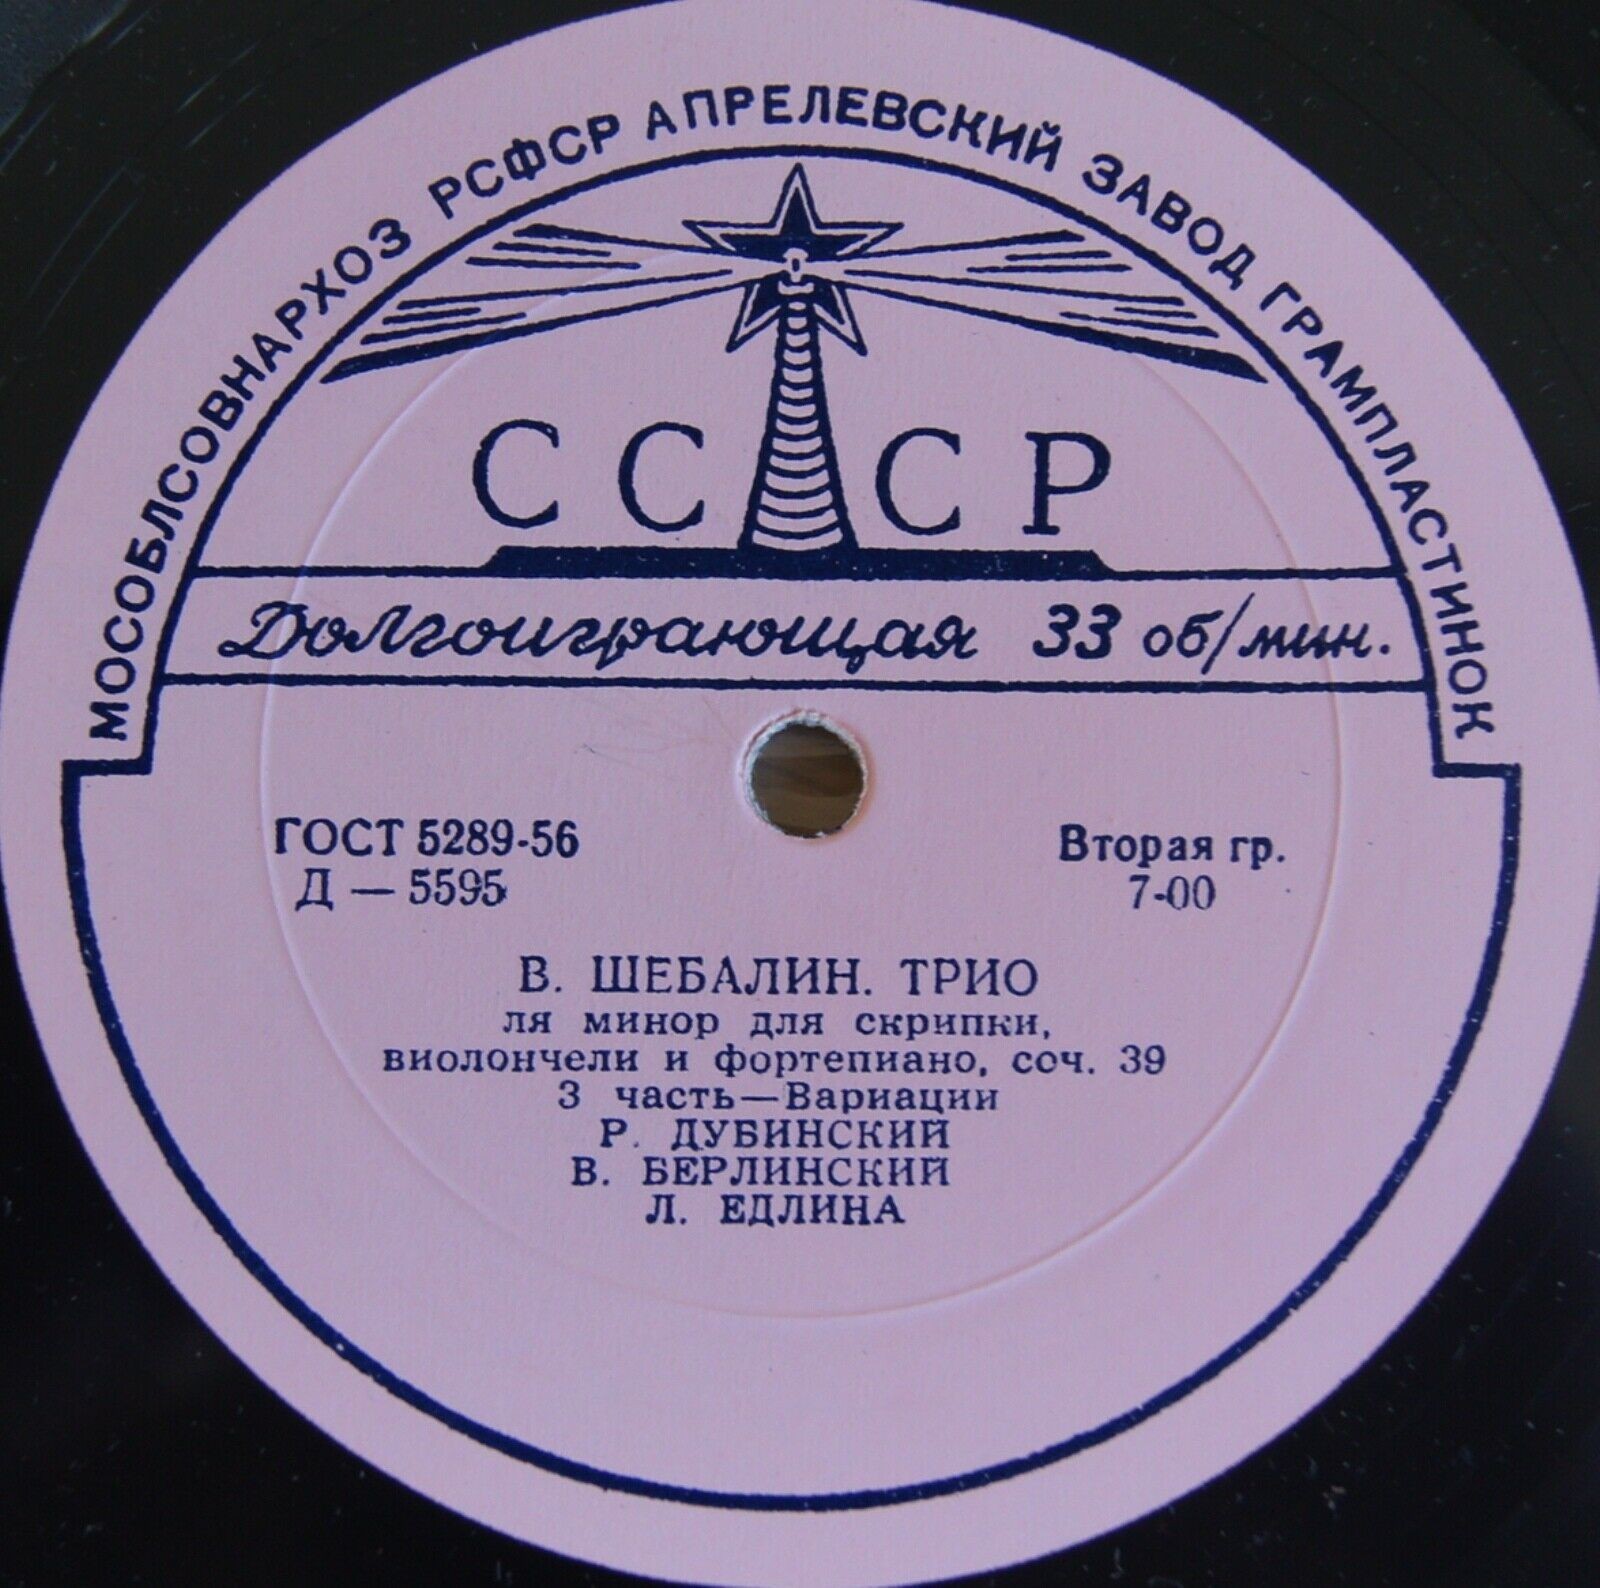 МОСОБЛСОВНАРХОЗ РСФСР АПРЕЛЕВСКИЙ ЗАВОД ГРАМПЛАСТИНОК
СССР
Долгоиграющая 33 об/мин.
ГОСТ 5289-56
Д — 5595
Вторая гр.
7-00
В. ШЕБАЛИН. ТРИО
ля минор для скрипки,
виолончели и фортепиано, соч. 39
3 часть—Вариации
Р. ДУБИНСКИЙ
В. БЕРЛИНСКИЙ
Л. ЕДЛИНА